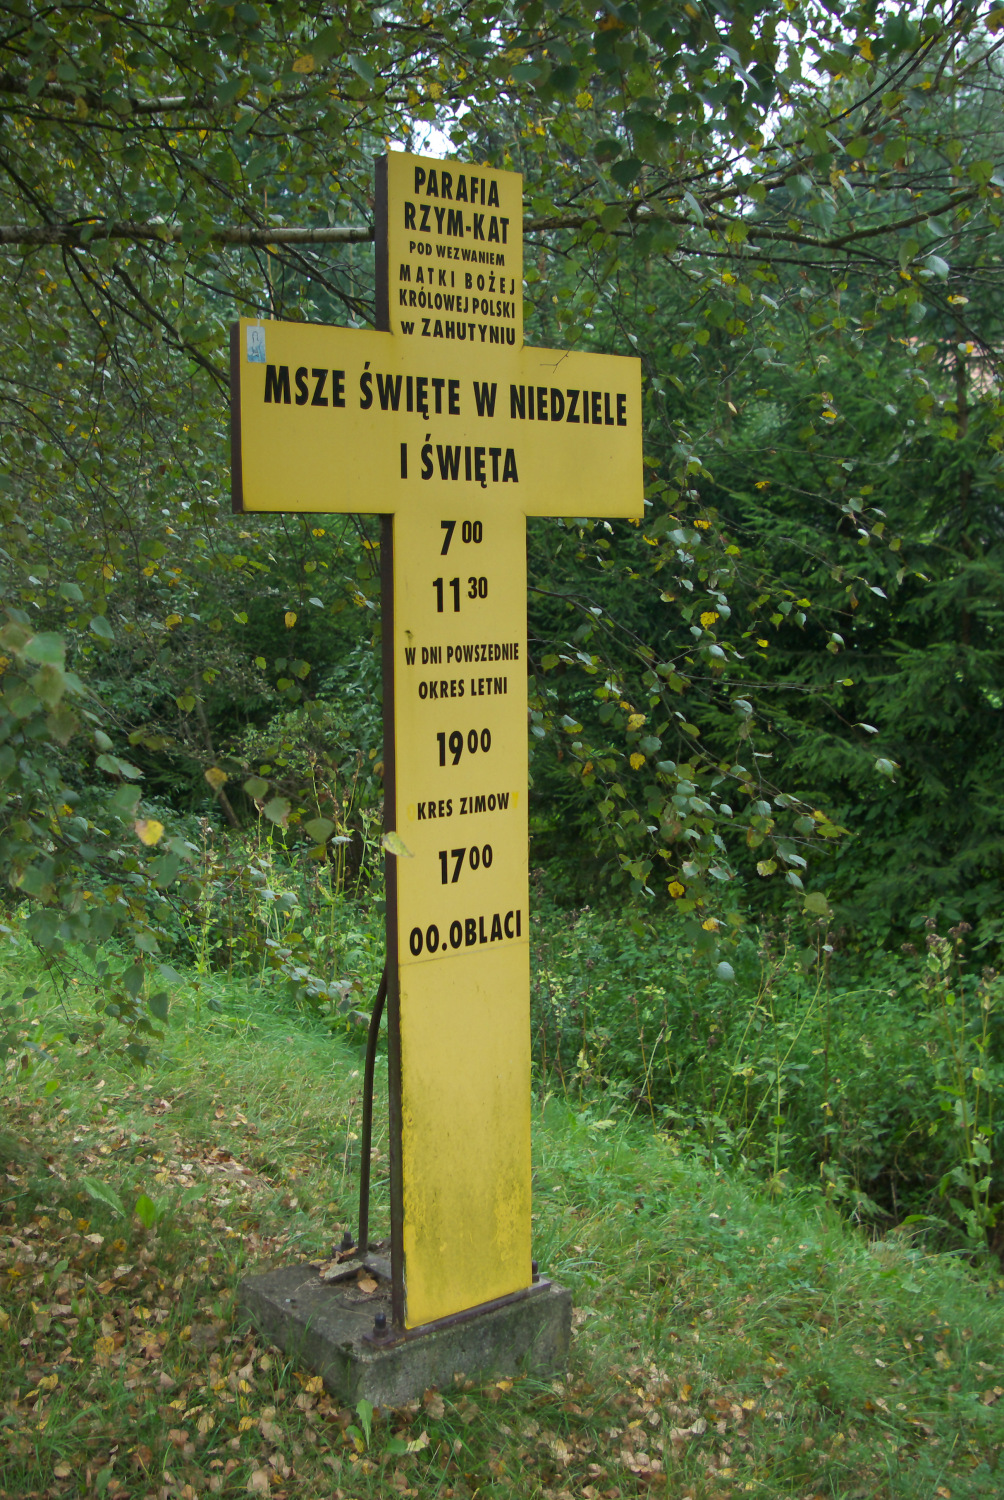 PARAFIA
RZYM-KAT
POD WEZWANIEM
MATKI BOŻEJ
KRÓLOWEJ POLSKI
w ZAHUTYNIU
MSZE ŚWIĘTE W NIEDZIELE
I ŚWIĘTA
7 00
11 30
W DNI POWSZEDNIE
OKRES LETNI
19 00
KRES ZIMOW
17 00
OO.OBLACI